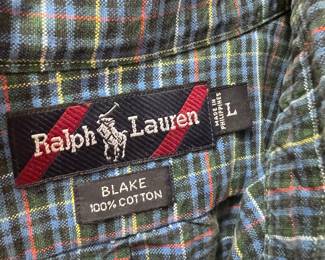 Ralph Lauren
L
MADE IN
PHILIPPINES
BLAKE
100% COTTON